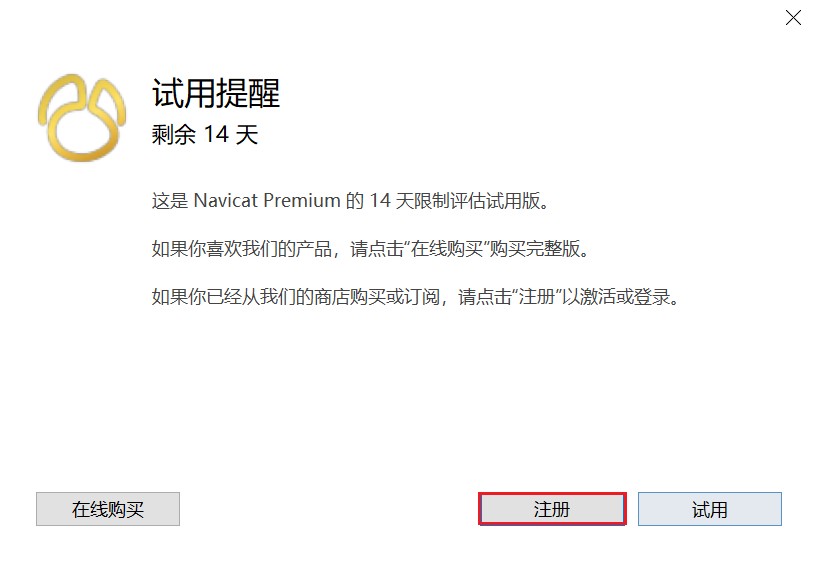 试用提醒
剩余 14 天
这是 Navicat Premium 的 14 天限制评估试用版。
如果你喜欢我们的产品，请点击“在线购买”购买完整版。
如果你已经从我们的商店购买或订阅，请点击“注册”以激活或登录。
在线购买
注册
试用